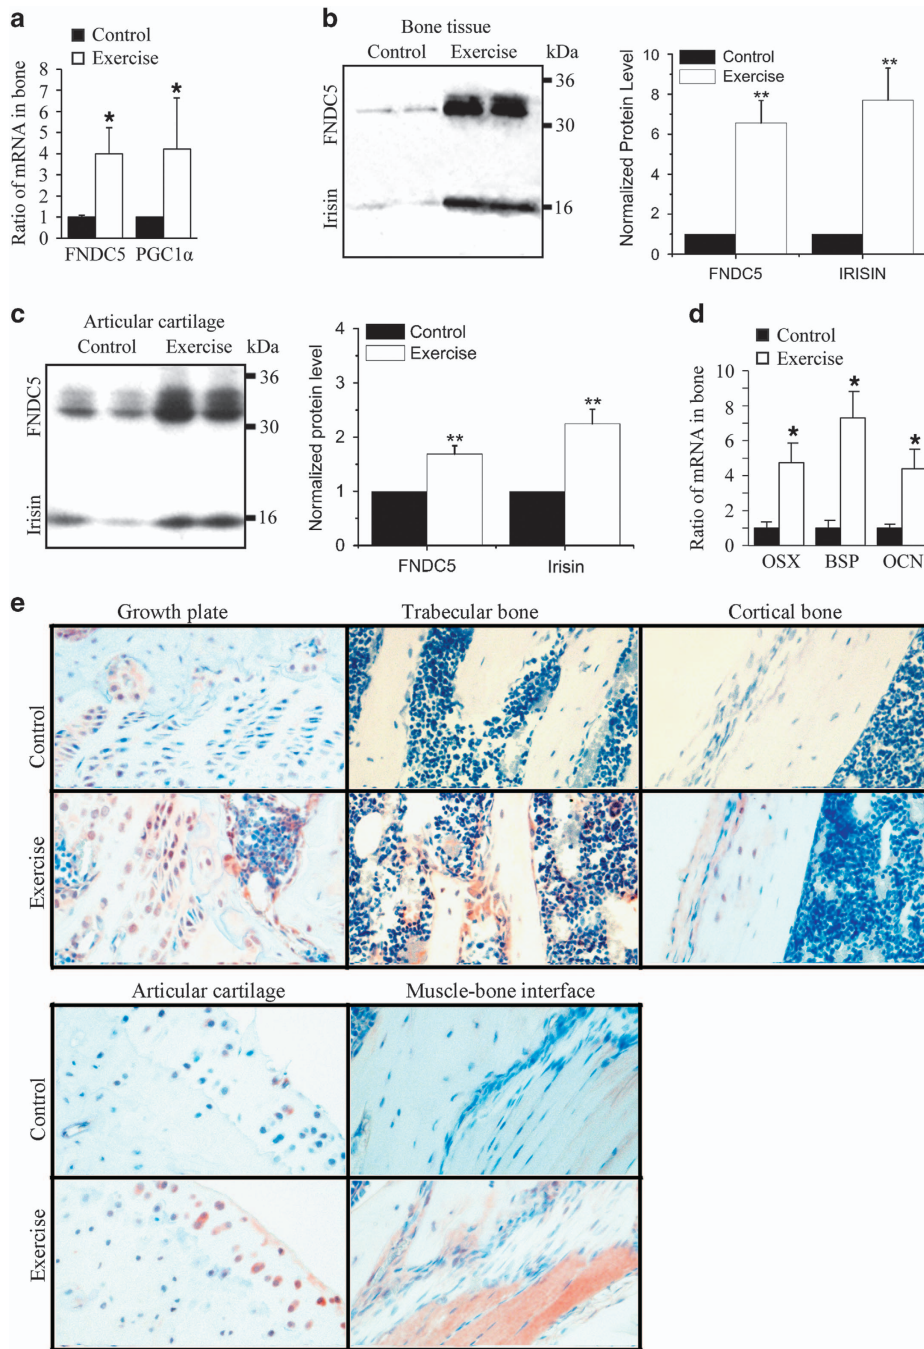 a
Control
Exercise
Ratio of mRNA in bone
8
7
6
5
4
3
2
1
0
*
*
FNDC5 PGC1α
b
Bone tissue
Control Exercise kDa
FNDC5
Irisin
36
30
16
Control
Exercise
Normalized Protein Level
10
8
6
4
2
0
**
**
FNDC5 IRISIN
c
Articular cartilage
Control Exercise kDa
FNDC5
Irisin
36
30
16
Control
Exercise
Normalized protein level
4
3
2
1
0
**
**
FNDC5 Irisin
d
Control
Exercise
Ratio of mRNA in bone
10
8
6
4
2
0
*
*
*
OSX BSP OCN
e
Growth plate Trabecular bone Cortical bone
Control
Exercise
Articular cartilage Muscle-bone interface
Control
Exercise